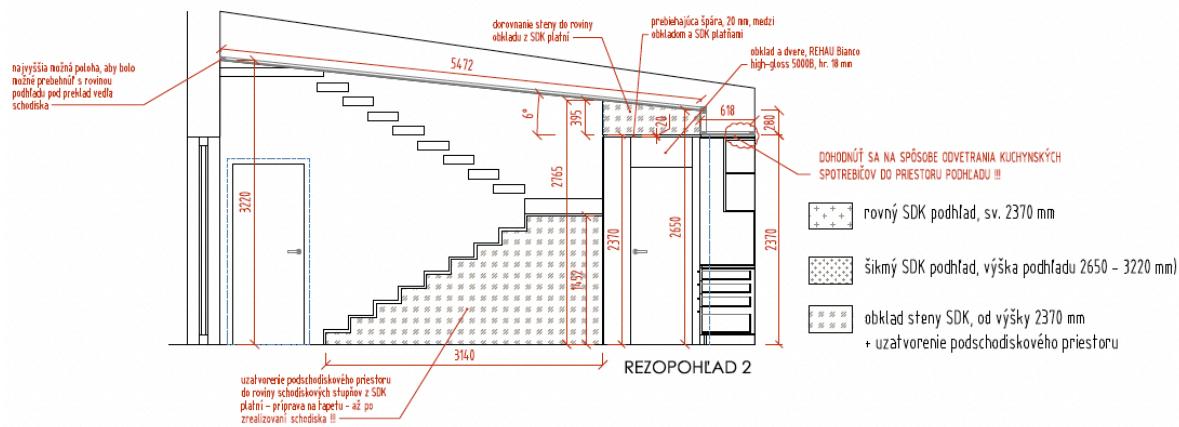 dorovnanie steny do roviny
obkladu z SDK platní
prebiehajúca špára, 20 mm, medzi
obkladom a SDK platňami
obklad a dvere, REHAU Bianco
high-gloss 5000B, hr. 18 mm
najvyššia možná poloha, aby bolo
možné prebehnúť s rovinou
podhľadu pod preklad vedľa
schodiska
5472
618
280
6°
395
20
DOHODNÚŤ SA NA SPÔSOBE ODVETRANIA KUCHYNSKÝCH
SPOTREBIČOV DO PRIESTORU PODHĽADU !!!
3220
2765
2370
2650
2370
1452
rovný SDK podhľad, sv. 2370 mm
šikmý SDK podhľad, výška podhľadu 2650 - 3220 mm)
obklad steny SDK, od výšky 2370 mm
+ uzatvorenie podschodiskového priestoru
3140
REZOPOHĽAD 2
uzatvorenie podschodiskového priestoru
do roviny schodiskových stupňov z SDK
platní - príprava na tapetu - až po
zrealizovaní schodiska !!!